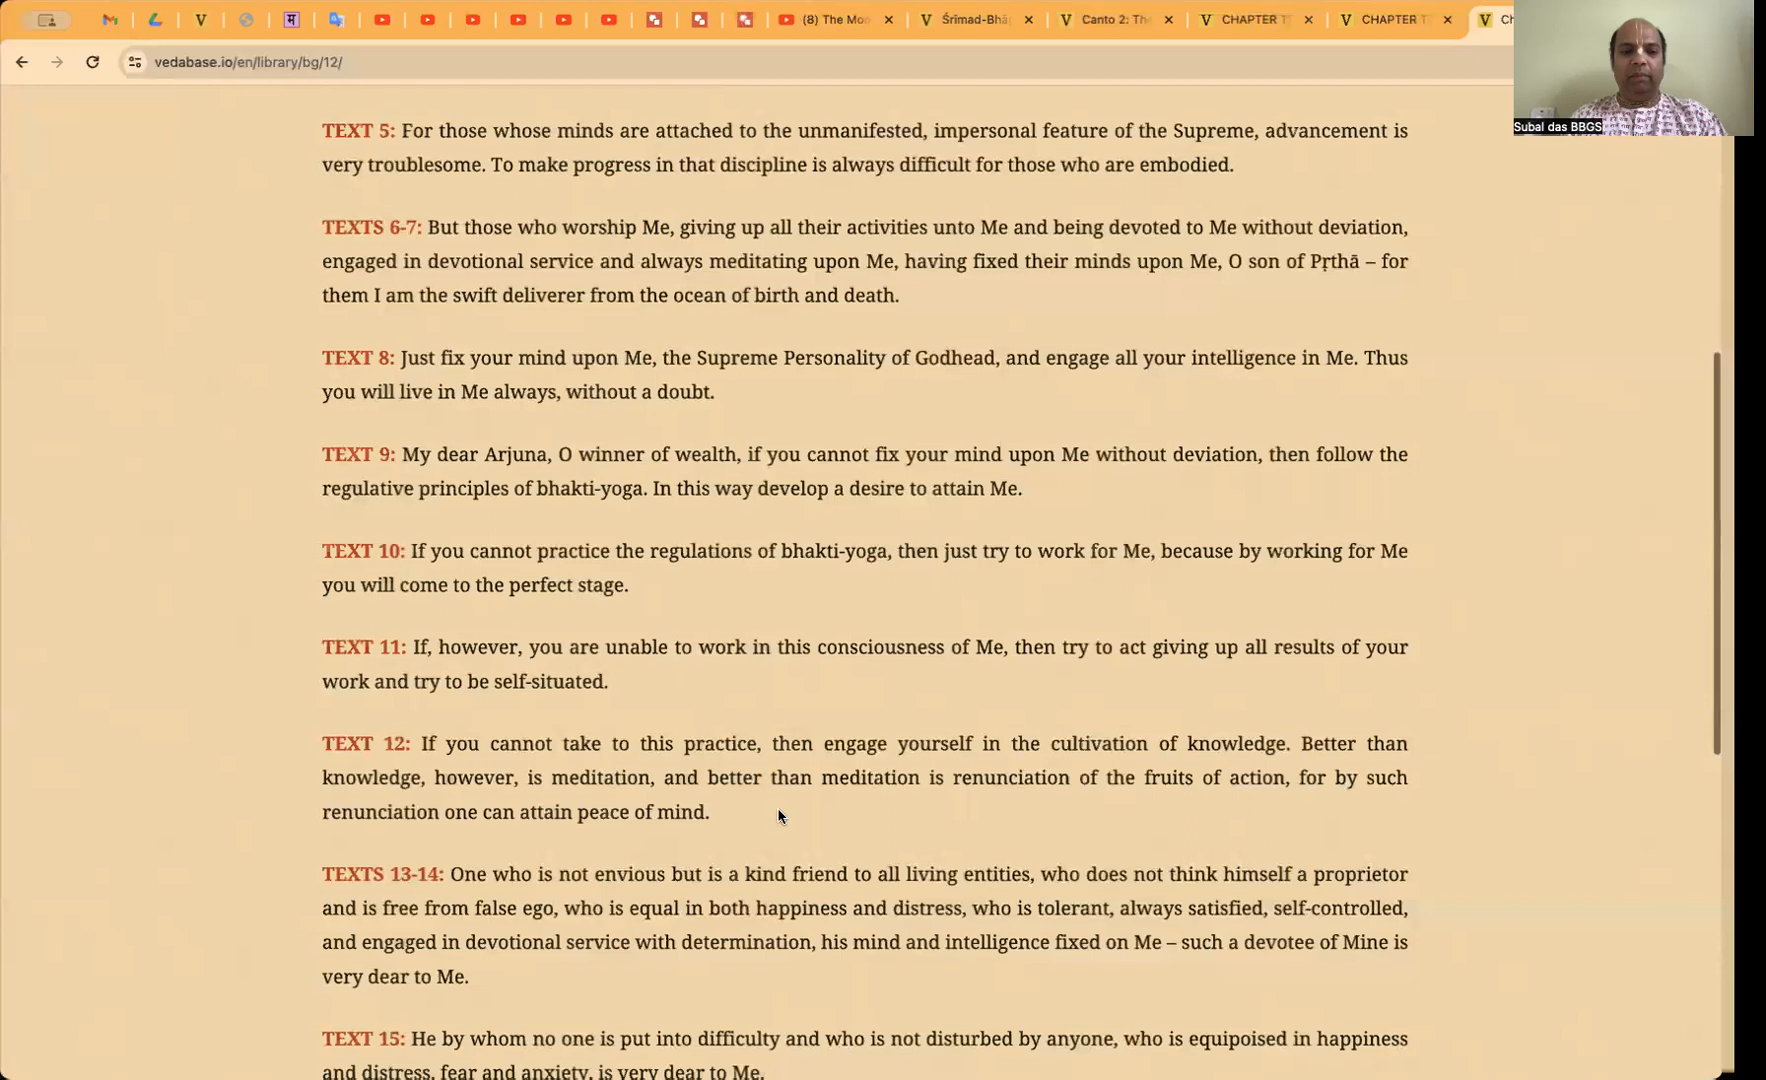 (8) The Mo
Śrīmad-Bhā
Canto 2: Th
CHAPTER T
CHAPTER T
Ch
vedabase.io/en/library/bg/12/
Subal das BBGS
TEXT 5: For those whose minds are attached to the unmanifested, impersonal feature of the Supreme, advancement is
very troublesome. To make progress in that discipline is always difficult for those who are embodied.
TEXTS 6-7: But those who worship Me, giving up all their activities unto Me and being devoted to Me without deviation,
engaged in devotional service and always meditating upon Me, having fixed their minds upon Me, O son of Pṛthā – for
them I am the swift deliverer from the ocean of birth and death.
TEXT 8: Just fix your mind upon Me, the Supreme Personality of Godhead, and engage all your intelligence in Me. Thus
you will live in Me always, without a doubt.
TEXT 9: My dear Arjuna, O winner of wealth, if you cannot fix your mind upon Me without deviation, then follow the
regulative principles of bhakti-yoga. In this way develop a desire to attain Me.
TEXT 10: If you cannot practice the regulations of bhakti-yoga, then just try to work for Me, because by working for Me
you will come to the perfect stage.
TEXT 11: If, however, you are unable to work in this consciousness of Me, then try to act giving up all results of your
work and try to be self-situated.
TEXT 12: If you cannot take to this practice, then engage yourself in the cultivation of knowledge. Better than
knowledge, however, is meditation, and better than meditation is renunciation of the fruits of action, for by such
renunciation one can attain peace of mind.
TEXTS 13-14: One who is not envious but is a kind friend to all living entities, who does not think himself a proprietor
and is free from false ego, who is equal in both happiness and distress, who is tolerant, always satisfied, self-controlled,
and engaged in devotional service with determination, his mind and intelligence fixed on Me – such a devotee of Mine is
very dear to Me.
TEXT 15: He by whom no one is put into difficulty and who is not disturbed by anyone, who is equipoised in happiness
and distress, fear and anxiety, is very dear to Me.